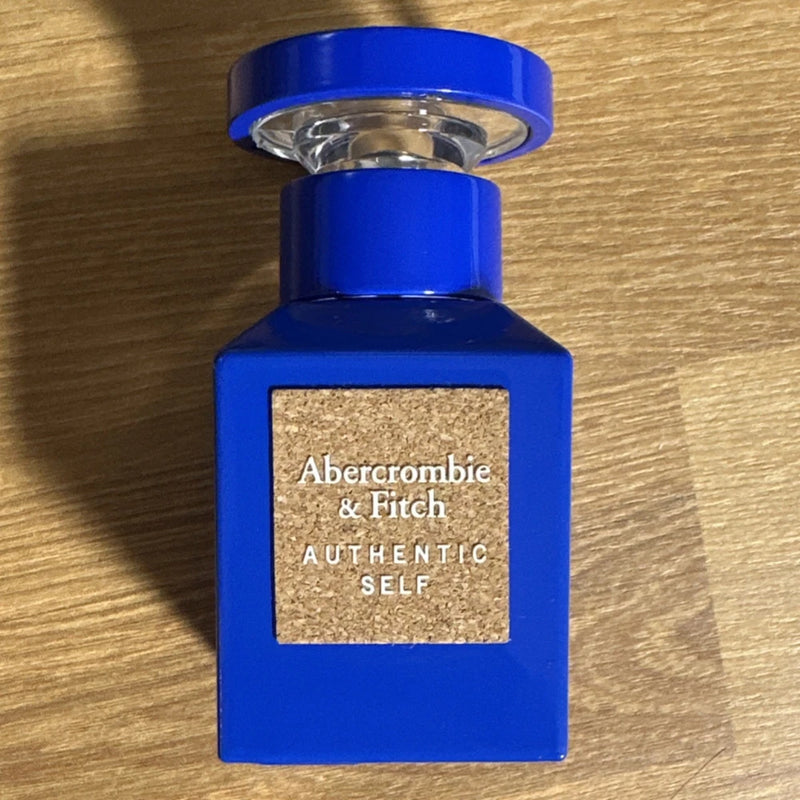 Abercrombie
& Fitch
AUTHENTIC
SELF